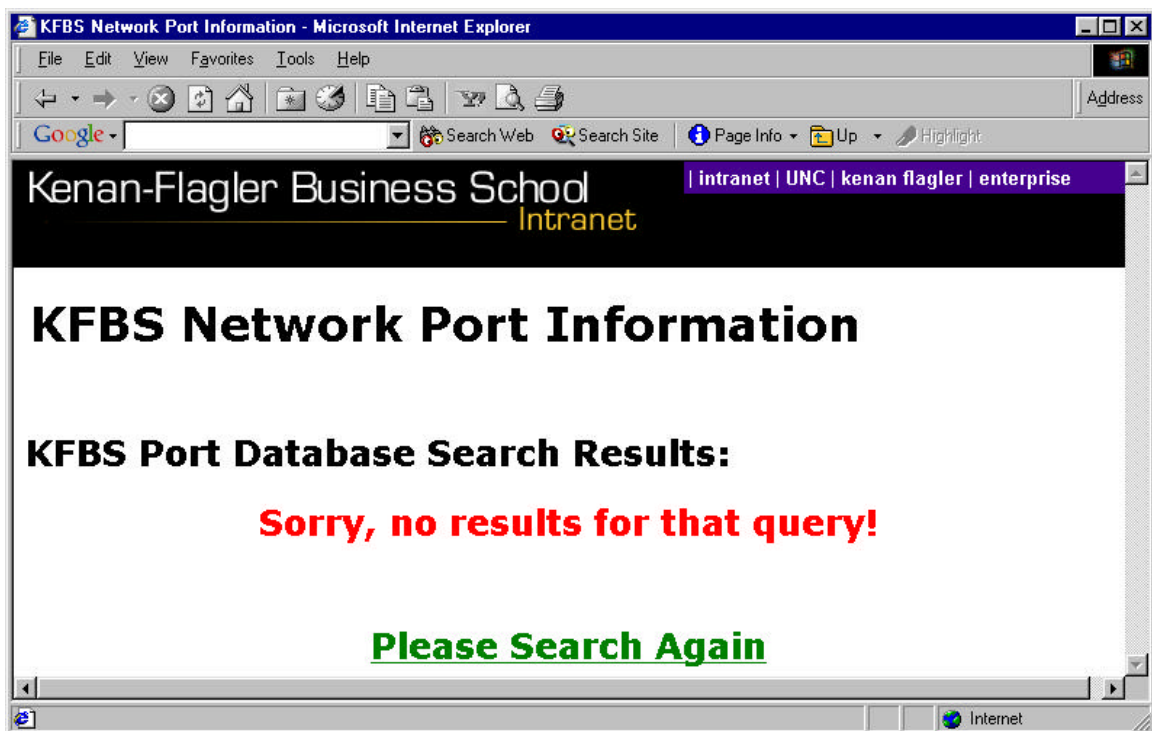 KFBS Network Port Information - Microsoft Internet Explorer
File Edit View Favorites Tools Help
Address
Google Search Web Search Site Page Info Up Highlight
Kenan-Flagler Business School
Intranet
| intranet | UNC | kenan flagler | enterprise
KFBS Network Port Information
KFBS Port Database Search Results:
Sorry, no results for that query!
Please Search Again
Internet